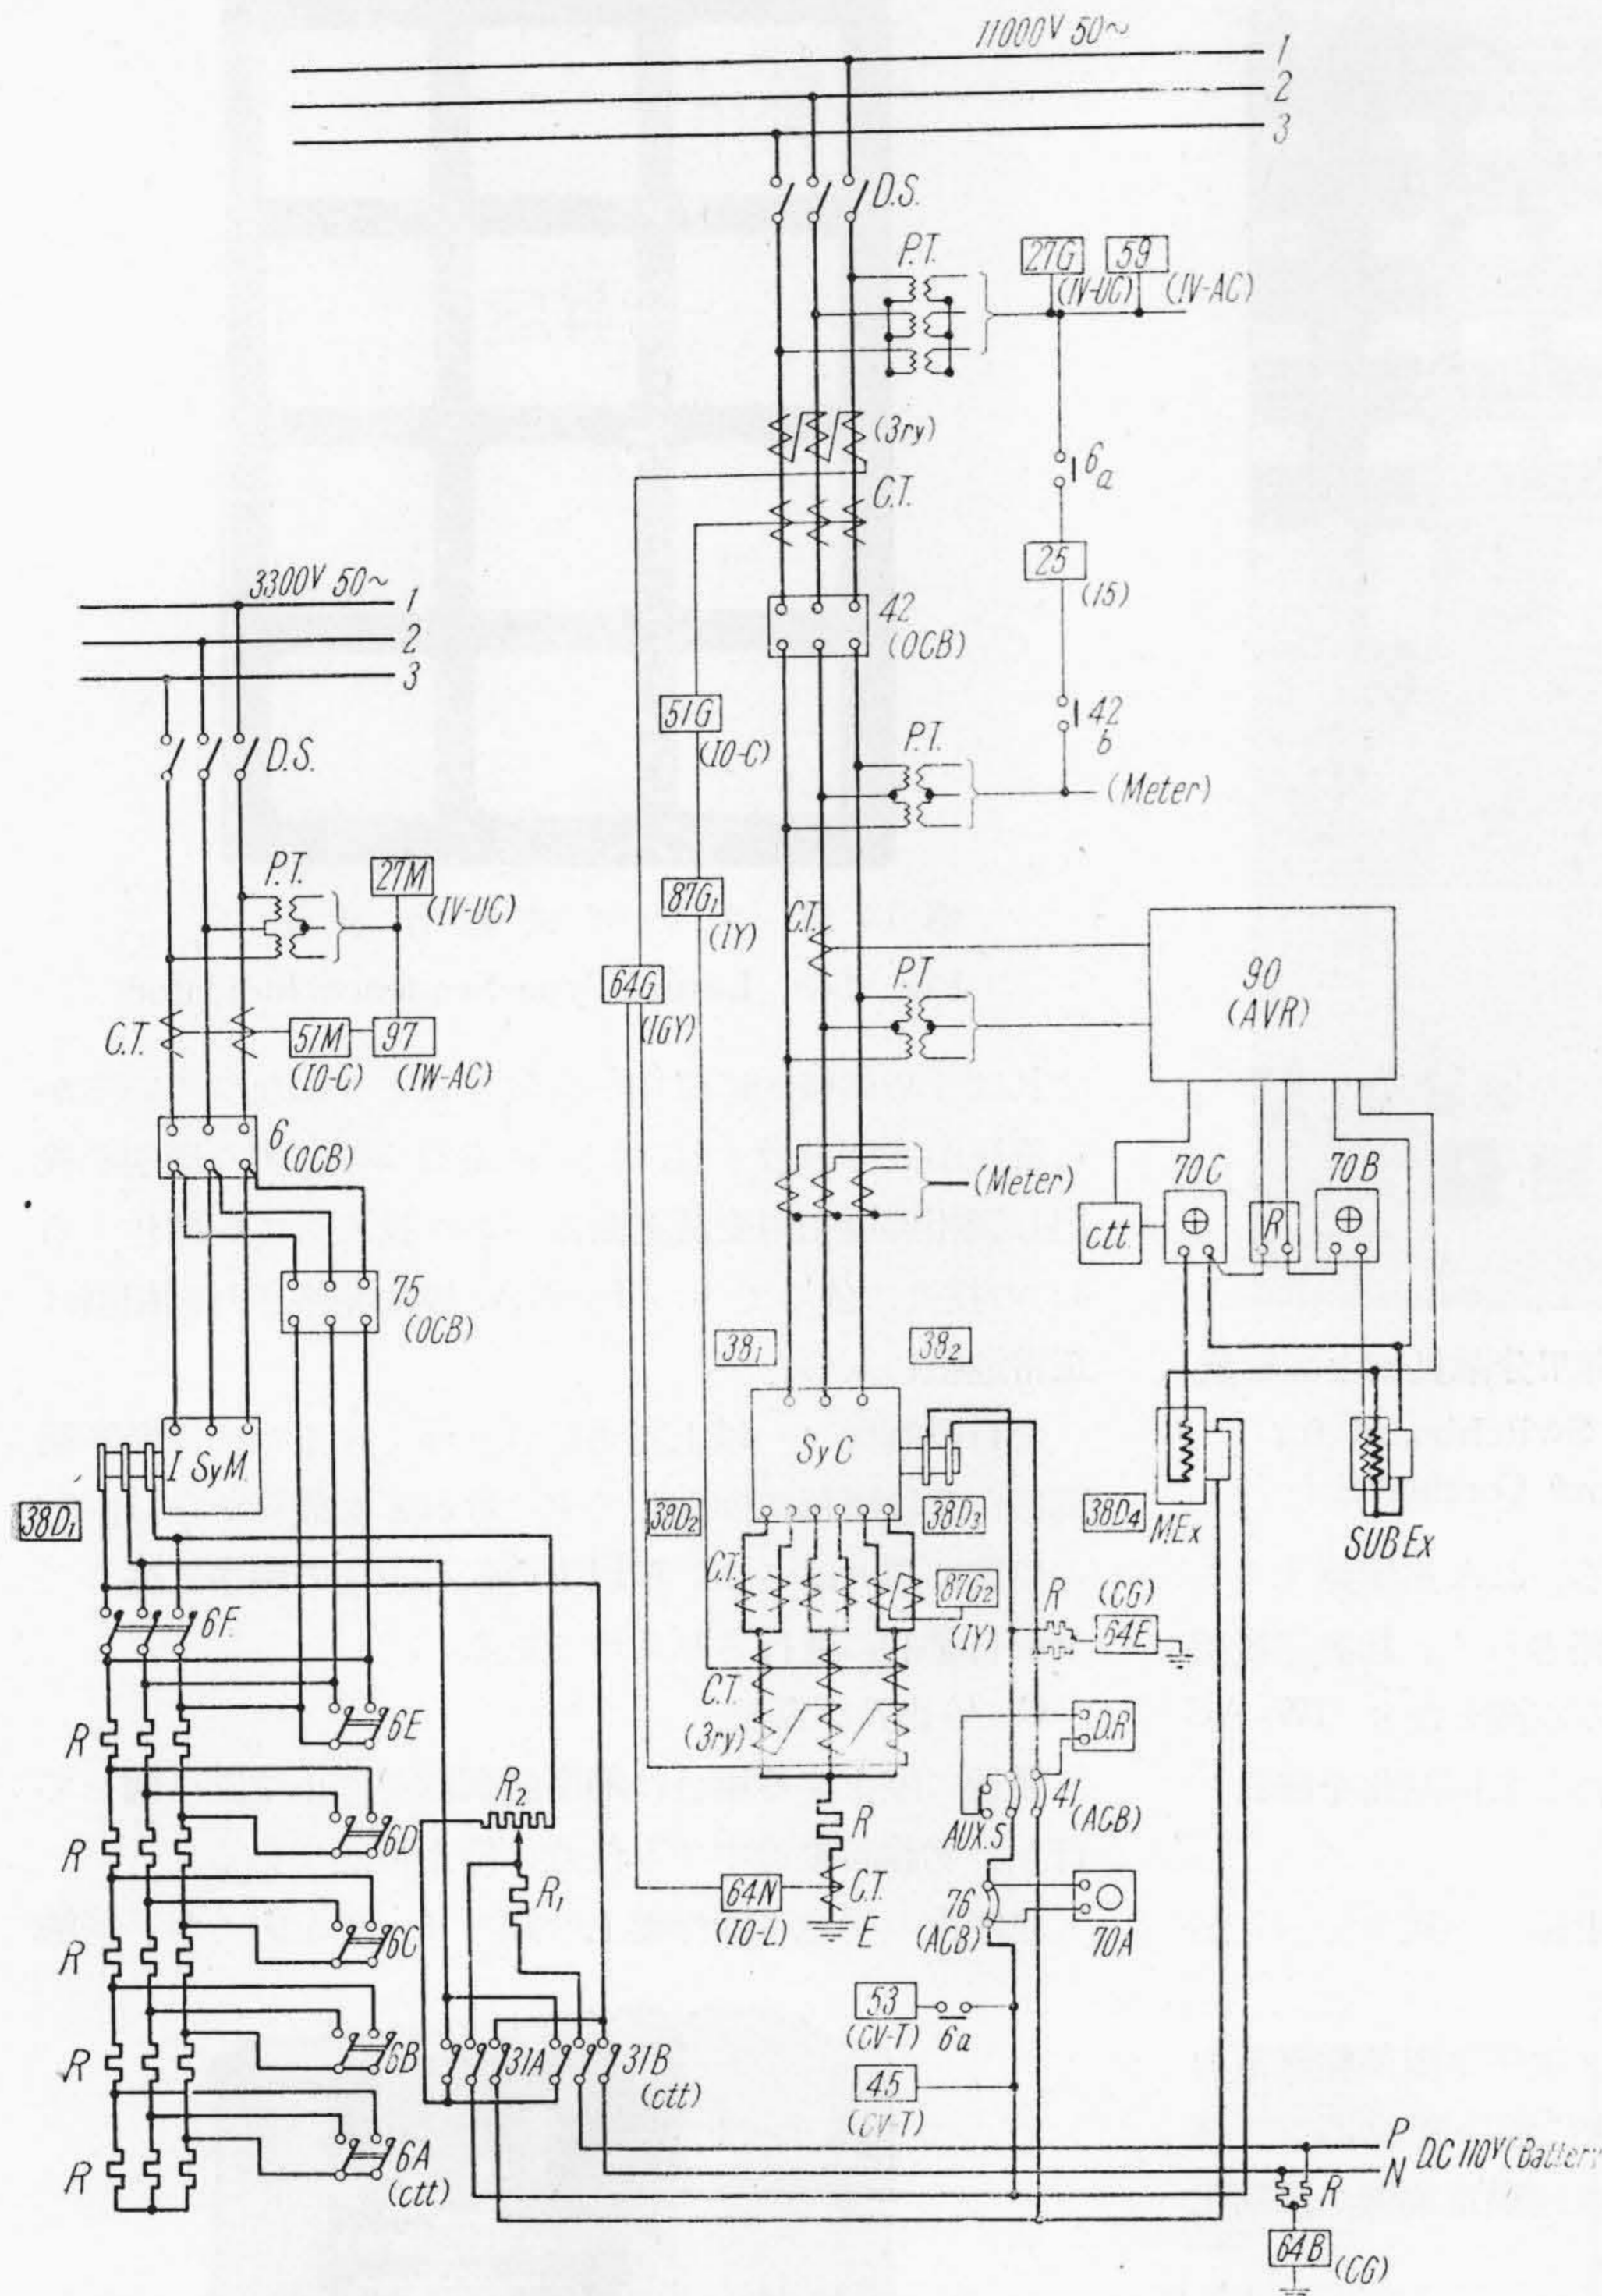 11000V 50~
1
2
3
D.S.
P.T.
27G
(IV-UC)
59
(IV-AC)
(3ry)
C.T.
6a
25
(I5)
42
(OCB)
42
b
51G
(IO-C)
P.T.
(Meter)
3300V 50~
1
2
3
D.S.
P.T.
27M
(IV-UC)
C.T.
51M
(IO-C)
97
(IW-AC)
6
(OCB)
75
(OCB)
87G1
(IY)
64G
(IGY)
C.T.
P.T.
90
(AVR)
(Meter)
70C
70B
ctt.
R
381
382
I SyM.
SyC
38D1
38D2
38D3
38D4
M.Ex
SUB Ex
C.T.
87G2
(IY)
R
(CG)
64E
C.T.
(3ry)
D.R
41
(ACB)
AUX.S
R
C.T.
64N
(IO-L)
E
76
(ACB)
70A
53
(CV-T)
6a
45
(CV-T)
6F
R
6E
R
6D
R
6C
R
6B
R
6A
(ctt)
R2
R1
31A
31B
(ctt)
P
N
D.C 110V (Batter
R
64B
(CG)